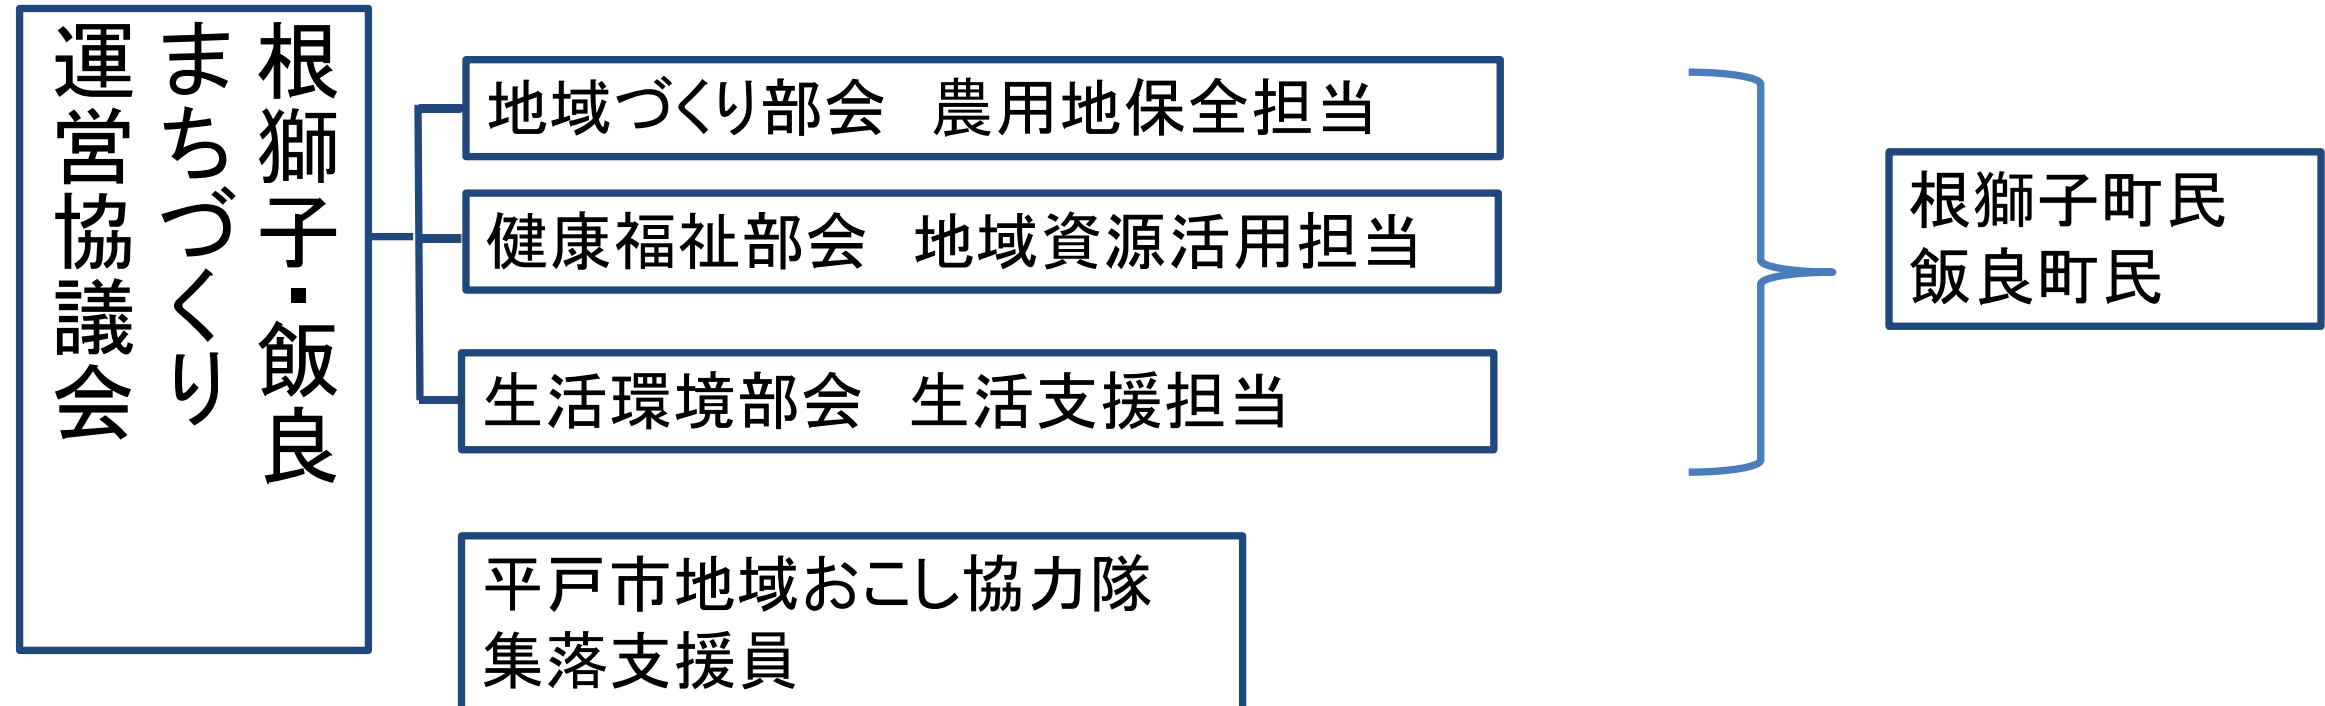 根獅子・飯良
まちづくり
運営協議会
地域づくり部会　農用地保全担当
健康福祉部会　地域資源活用担当
生活環境部会　生活支援担当
平戸市地域おこし協力隊
集落支援員
根獅子町民
飯良町民